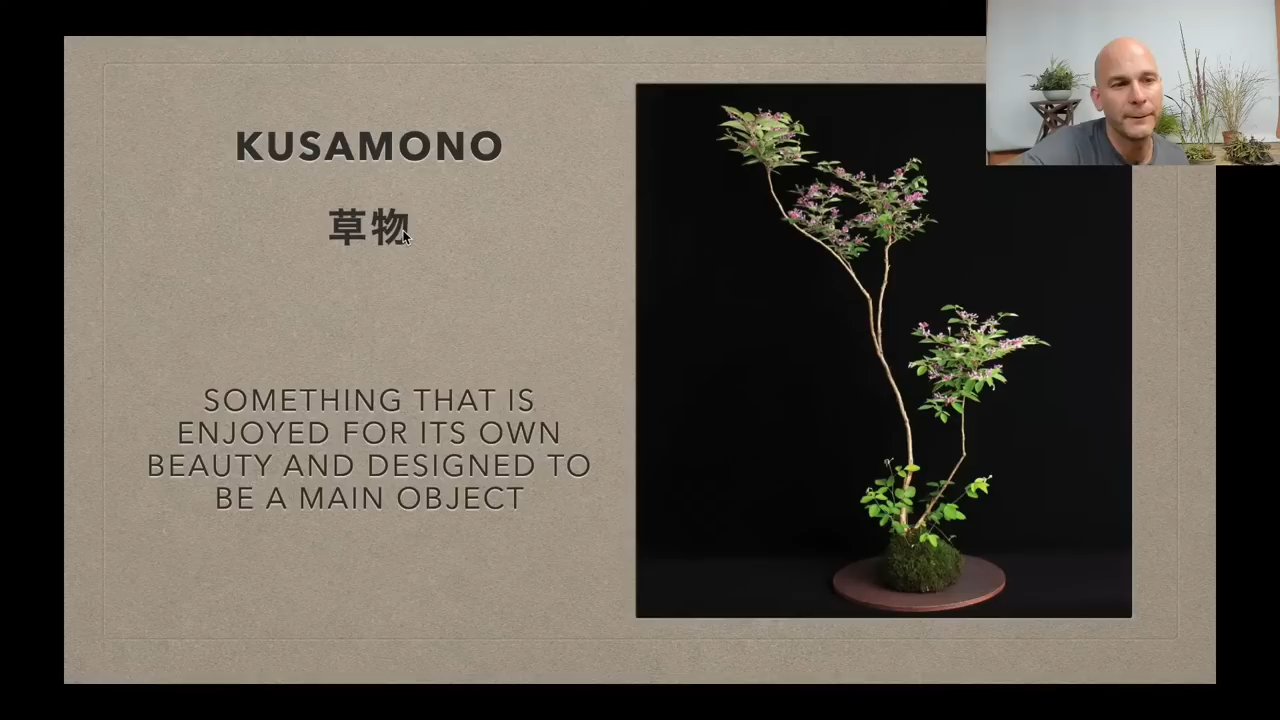 KUSAMONO
草物
SOMETHING THAT IS
ENJOYED FOR ITS OWN
BEAUTY AND DESIGNED TO
BE A MAIN OBJECT